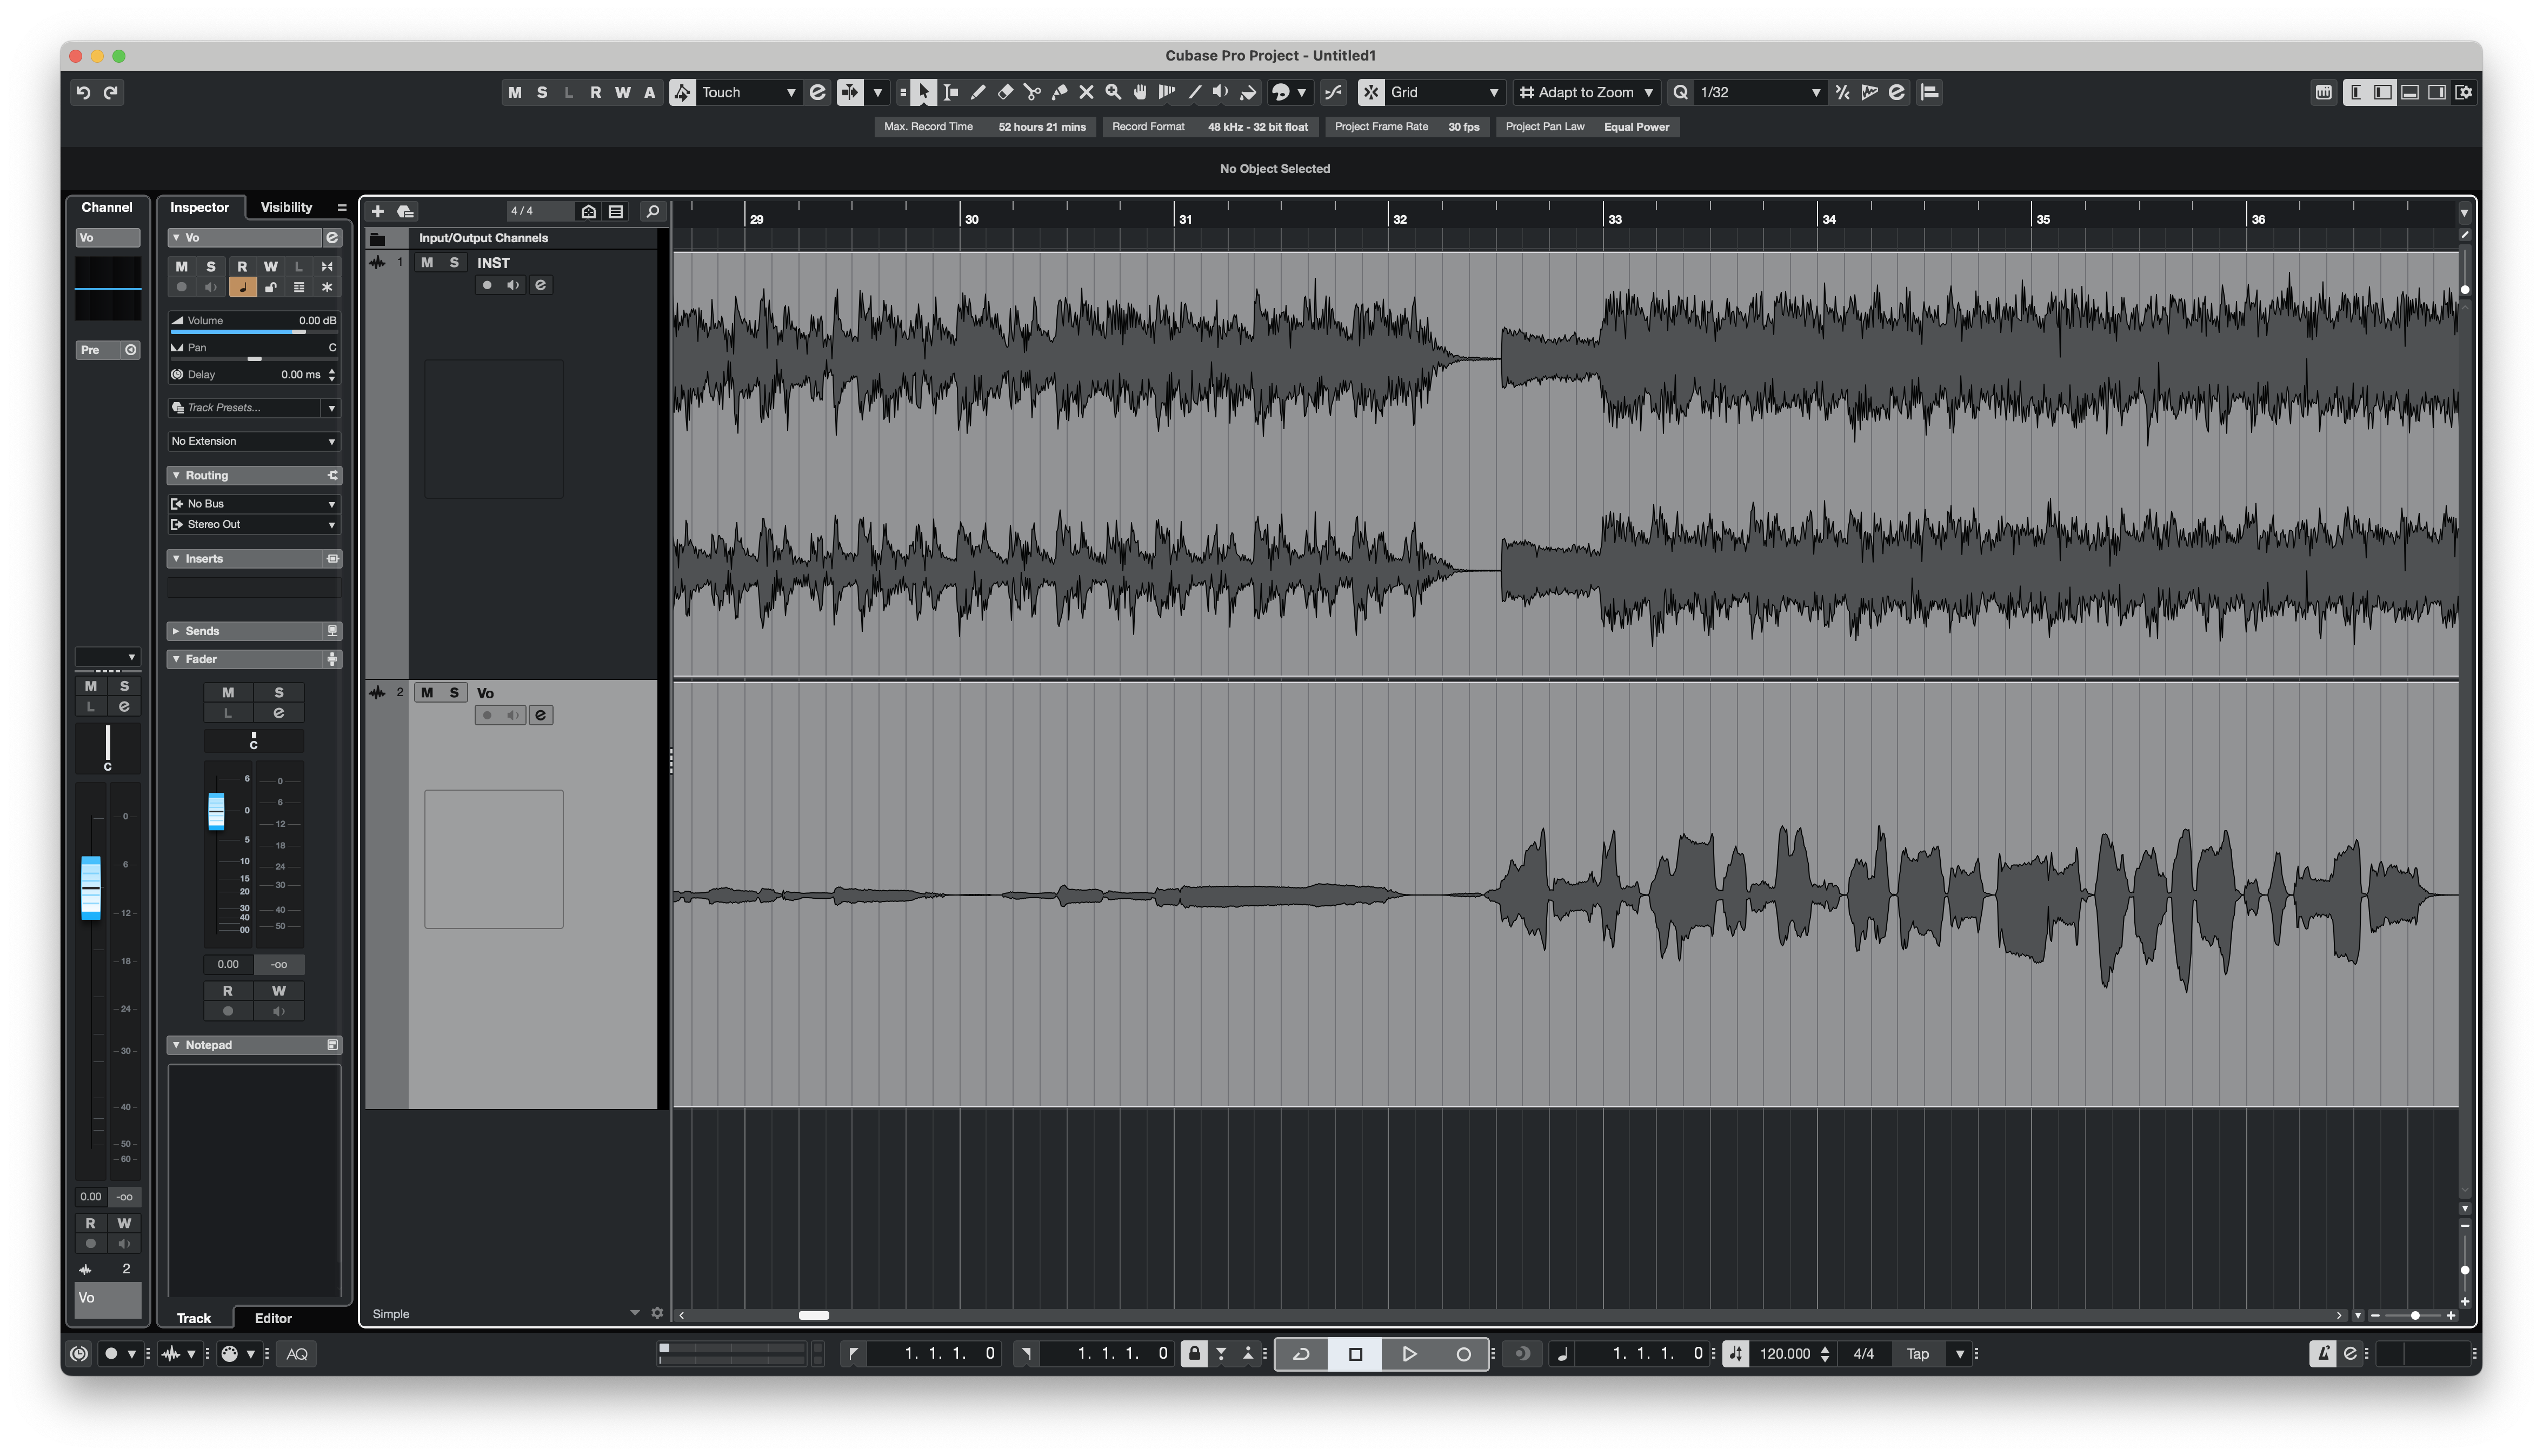 Cubase Pro Project - Untitled1
M S L R W A Touch Grid Adapt to Zoom Q 1/32
Max. Record Time 52 hours 21 mins Record Format 48 kHz - 32 bit float Project Frame Rate 30 fps Project Pan Law Equal Power
No Object Selected
Channel
Vo
Pre
M S
L e
C
0
6
12
18
24
30
40
50
60
0.00 -oo
R W
2
Vo
Inspector Visibility
Vo
M S R W L
Volume 0.00 dB
Pan C
Delay 0.00 ms
Track Presets...
No Extension
Routing
No Bus
Stereo Out
Inserts
Sends
Fader
M S
L e
C
6 0
0 6
12
5 18
10 24
15 30
20
30 40
40
00 50
0.00 -oo
R W
Notepad
Track Editor
4 / 4
29 30 31 32 33 34 35 36
Input/Output Channels
1 M S INST
2 M S Vo
Simple
AQ 1. 1. 1. 0 1. 1. 1. 0 1. 1. 1. 0 120.000 4/4 Tap